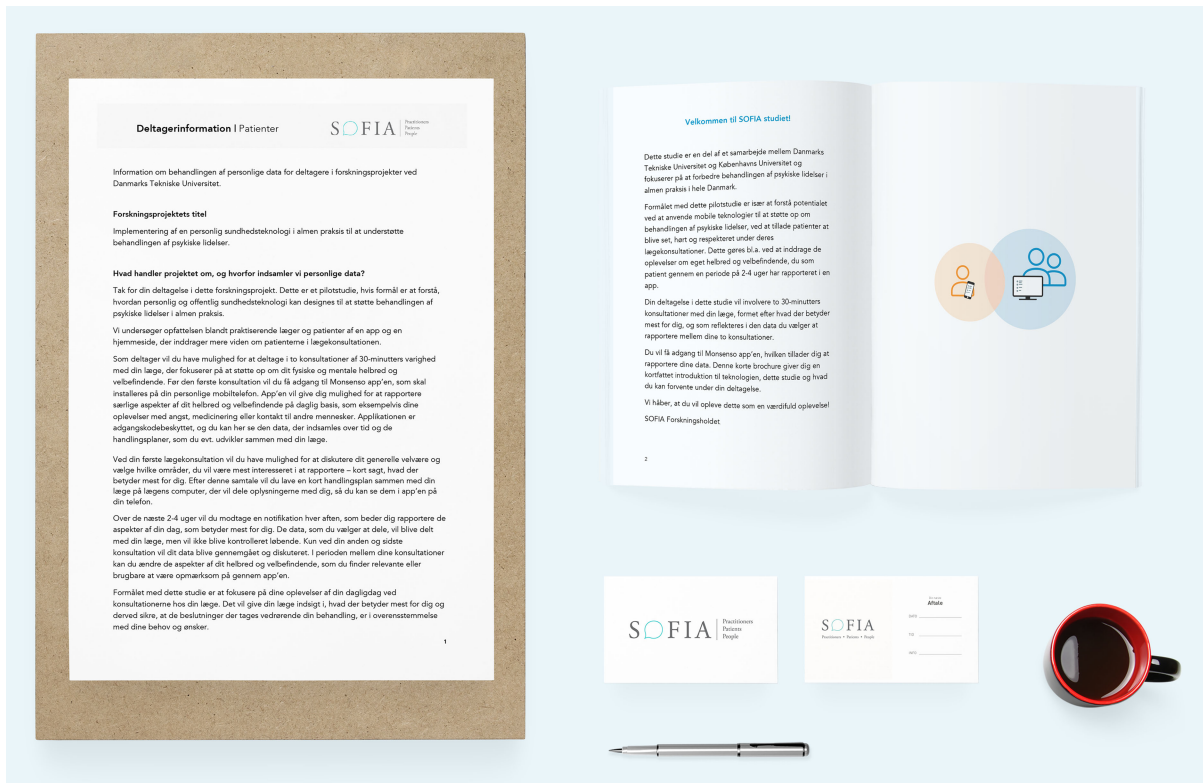 Deltagerinformation | Patienter
SOFIA
Practitioners
Patients
People
Information om behandlingen af personlige data for deltagere i forskningsprojekter ved
Danmarks Tekniske Universitet.
Forskningsprojektets titel
Implementering af en personlig sundhedsteknologi i almen praksis til at understøtte
behandlingen af psykiske lidelser.
Hvad handler projektet om, og hvorfor indsamler vi personlige data?
Tak for din deltagelse i dette forskningsprojekt. Dette er et pilotstudie, hvis formål er at forstå,
hvordan personlig og offentlig sundhedsteknologi kan designes til at støtte behandlingen af
psykiske lidelser i almen praksis.
Vi undersøger opfattelsen blandt praktiserende læger og patienter af en app og en
hjemmeside, der inddrager mere viden om patienterne i lægekonsultationen.
Som deltager vil du have mulighed for at deltage i to konsultationer af 30-minutters varighed
med din læge, der fokuserer på at støtte op om dit fysiske og mentale helbred og
velbefindende. Før den første konsultation vil du få adgang til Monsenso app'en, som skal
installeres på din personlige mobiltelefon. App'en vil give dig mulighed for at rapportere
særlige aspekter af dit helbred og velbefindende på daglig basis, som eksempelvis dine
oplevelser med angst, medicinering eller kontakt til andre mennesker. Applikationen er
adgangskodebeskyttet, og du kan her se den data, der indsamles over tid og de
handlingsplaner, som du evt. udvikler sammen med din læge.
Ved din første lægekonsultation vil du have mulighed for at diskutere dit generelle velvære og
vælge hvilke områder, du vil være mest interesseret i at rapportere – kort sagt, hvad der
betyder mest for dig. Efter denne samtale vil du lave en kort handlingsplan sammen med din
læge på lægens computer, der vil dele oplysningerne med dig, så du kan se dem i app'en på
din telefon.
Over de næste 2-4 uger vil du modtage en notifikation hver aften, som beder dig rapportere de
aspekter af din dag, som betyder mest for dig. De data, som du vælger at dele, vil blive delt
med din læge, men vil ikke blive kontrolleret løbende. Kun ved din anden og sidste
konsultation vil dit data blive gennemgået og diskuteret. I perioden mellem dine konsultationer
kan du ændre de aspekter af dit helbred og velbefindende, som du finder relevante eller
brugbare at være opmærksom på gennem app'en.
Formålet med dette studie er at fokusere på dine oplevelser af din dagligdag ved
konsultationerne hos din læge. Det vil give din læge indsigt i, hvad der betyder mest for dig og
derved sikre, at de beslutninger der tages vedrørende din behandling, er i overensstemmelse
med dine behov og ønsker.
1
Velkommen til SOFIA studiet!
Dette studie er en del af et samarbejde mellem Danmarks
Tekniske Universitet og Københavns Universitet og
fokuserer på at forbedre behandlingen af psykiske lidelser i
almen praksis i hele Danmark.
Formålet med dette pilotstudie er især at forstå potentialet
ved at anvende mobile teknologier til at støtte op om
behandlingen af psykiske lidelser, ved at tillade patienter at
blive set, hørt og respekteret under deres
lægekonsultationer. Dette gøres bl.a. ved at inddrage de
oplevelser om eget helbred og velbefindende, du som
patient gennem en periode på 2-4 uger har rapporteret i en
app.
Din deltagelse i dette studie vil involvere to 30-minutters
konsultationer med din læge, formet efter hvad der betyder
mest for dig, og som reflekteres i den data du vælger at
rapportere mellem dine to konsultationer.
Du vil få adgang til Monsenso app'en, hvilken tillader dig at
rapportere dine data. Denne korte brochure giver dig en
kortfattet introduktion til teknologien, dette studie og hvad
du kan forvente under din deltagelse.
Vi håber, at du vil opleve dette som en værdifuld oplevelse!
SOFIA Forskningsholdet
2
SOFIA
Practitioners
Patients
People
SOFIA
Practitioners • Patients • People
Aftale